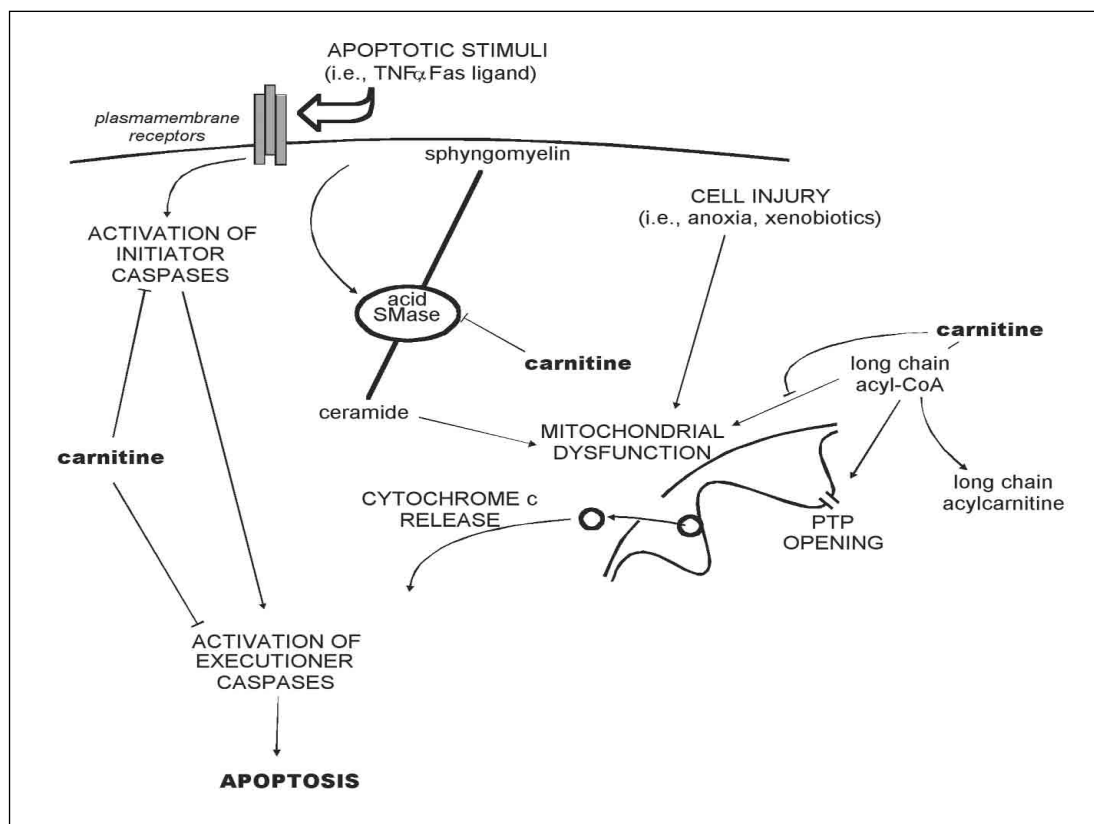 APOPTOTIC STIMULI
(i.e., TNFα Fas ligand)
plasmamembrane
receptors
sphyngomyelin
CELL INJURY
(i.e., anoxia, xenobiotics)
ACTIVATION OF
INITIATOR
CASPASES
acid
SMase
carnitine
carnitine
long chain
acyl-CoA
ceramide
MITOCHONDRIAL
DYSFUNCTION
carnitine
long chain
acylcarnitine
CYTOCHROME c
RELEASE
PTP
OPENING
ACTIVATION OF
EXECUTIONER
CASPASES
APOPTOSIS